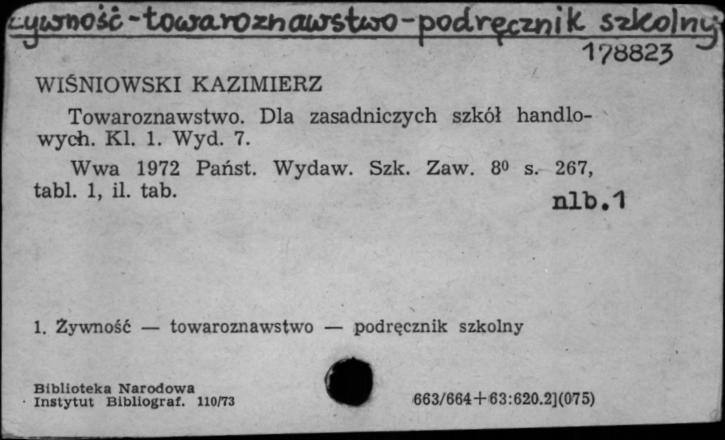 Żywność-towaroznawstwo-podręcznik szkolny
178823
WIŚNIOWSKI KAZIMIERZ
Towaroznawstwo. Dla zasadniczych szkół handlo-
wych. Kl. 1. Wyd. 7.
Wwa 1972 Państ. Wydaw. Szk. Zaw. 8⁰ s. 267,
tabl. 1, il. tab.
nlb.1
1. Żywność — towaroznawstwo — podręcznik szkolny
Biblioteka Narodowa
Instytut Bibliograf. 110/73
663/664+63:620.2](075)